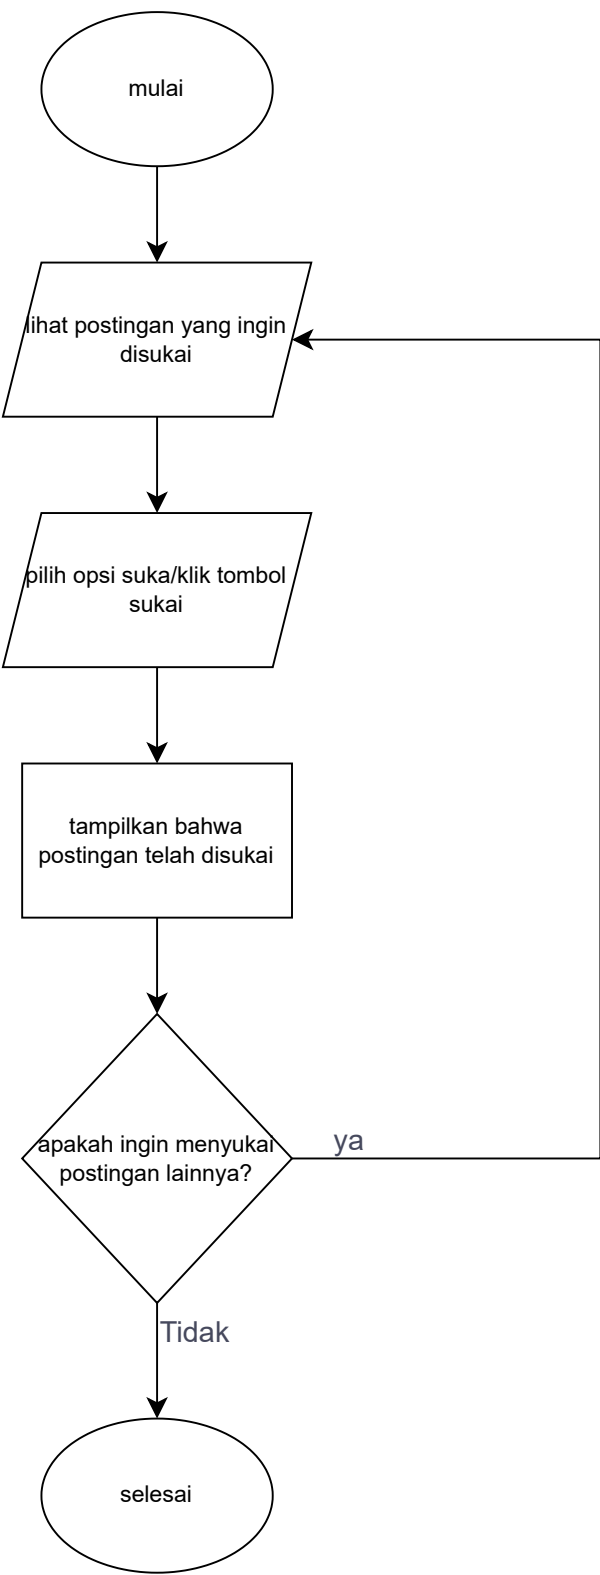 mulai
lihat postingan yang ingin
disukai
pilih opsi suka/klik tombol
sukai
tampilkan bahwa
postingan telah disukai
apakah ingin menyukai
postingan lainnya?
ya
Tidak
selesai